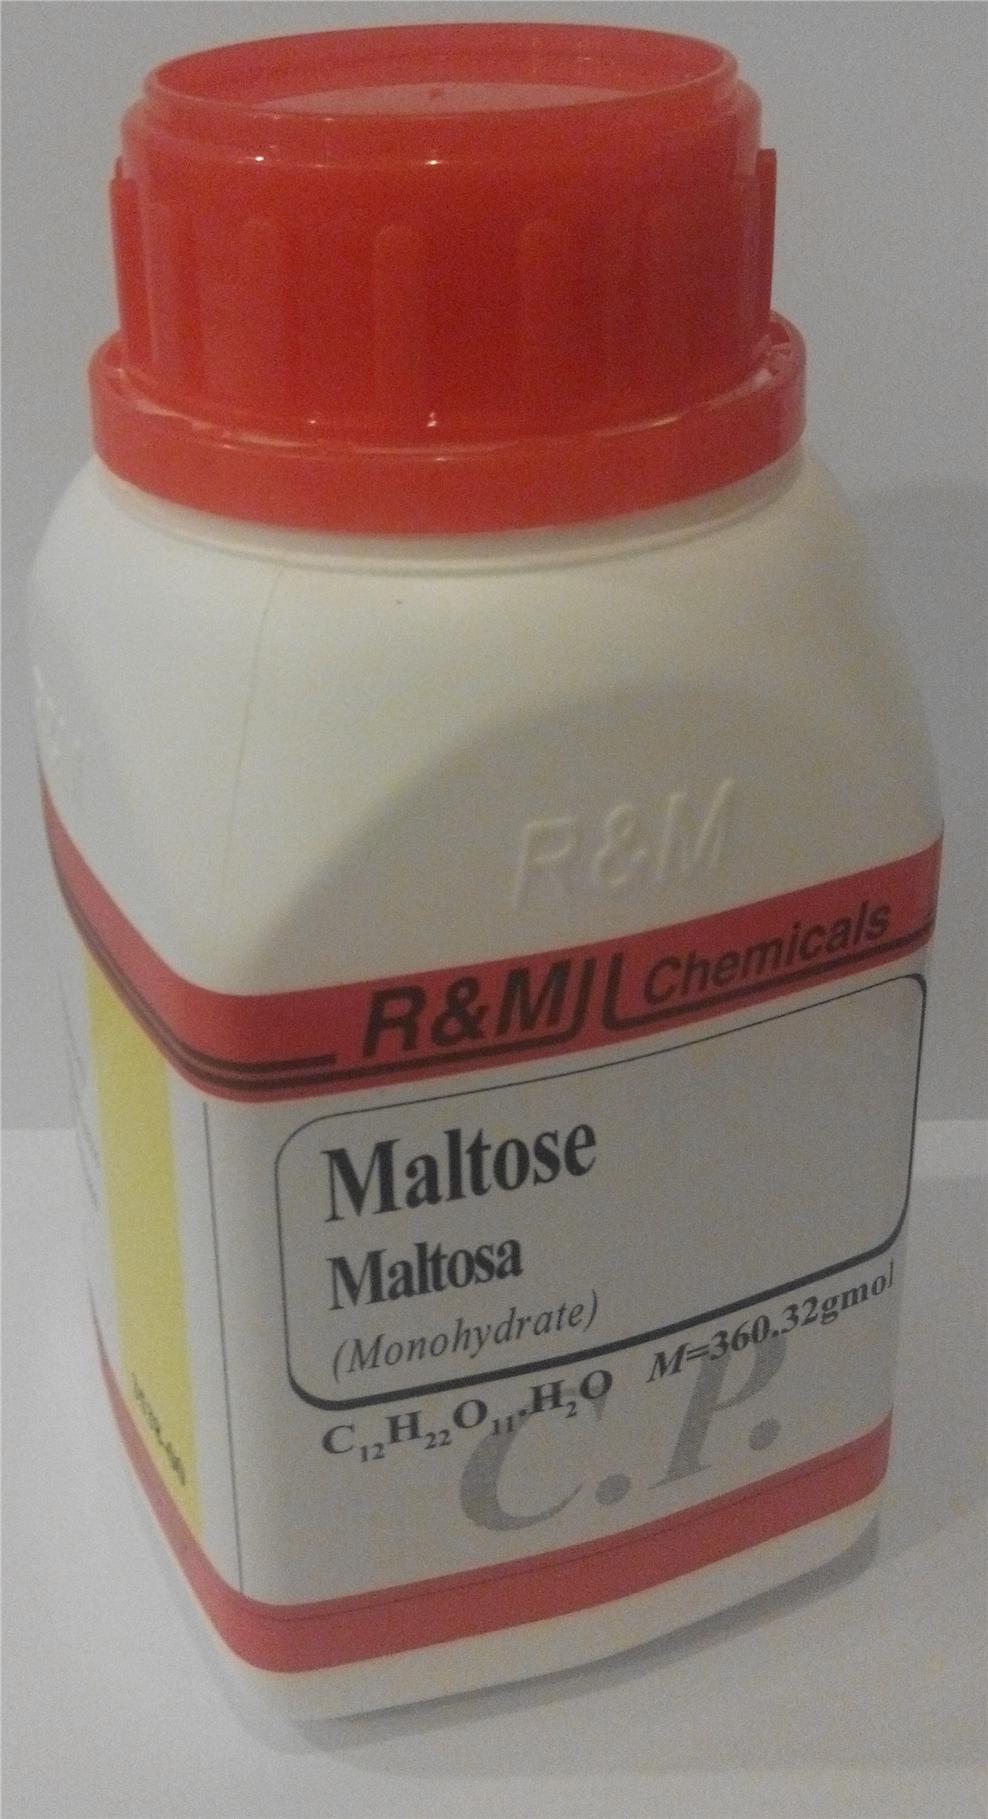 R&M
R&M Chemicals
Maltose
Maltosa
(Monohydrate)
C₁₂H₂₂O₁₁.H₂O M=360.32gmol
C.P.